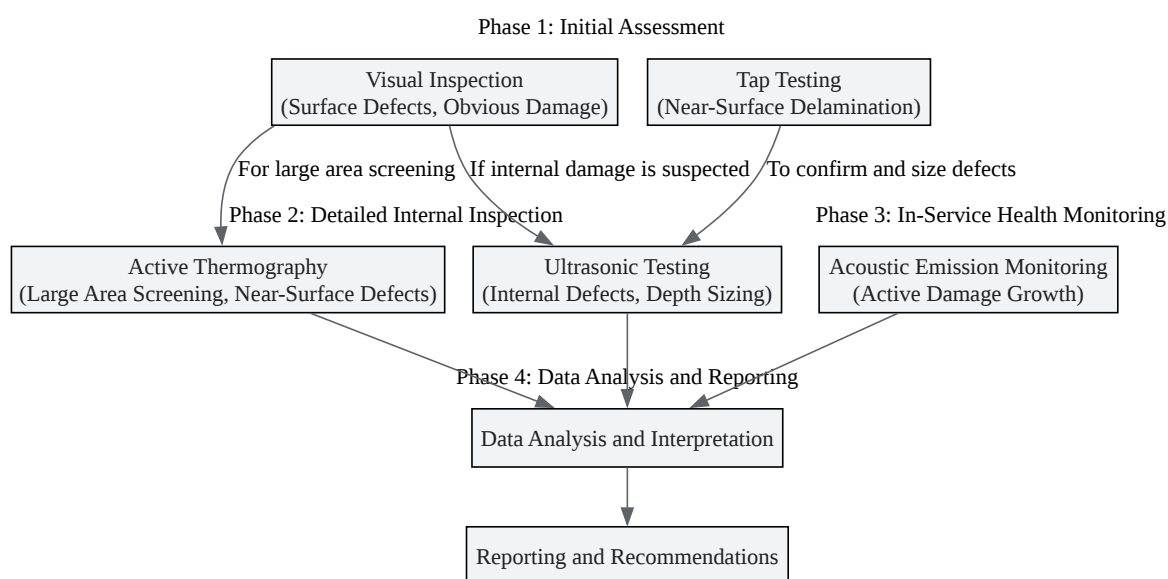 Phase 1: Initial Assessment
Visual Inspection
(Surface Defects, Obvious Damage)
Tap Testing
(Near-Surface Delamination)
For large area screening
If internal damage is suspected
To confirm and size defects
Phase 2: Detailed Internal Inspection
Phase 3: In-Service Health Monitoring
Active Thermography
(Large Area Screening, Near-Surface Defects)
Ultrasonic Testing
(Internal Defects, Depth Sizing)
Acoustic Emission Monitoring
(Active Damage Growth)
Phase 4: Data Analysis and Reporting
Data Analysis and Interpretation
Reporting and Recommendations